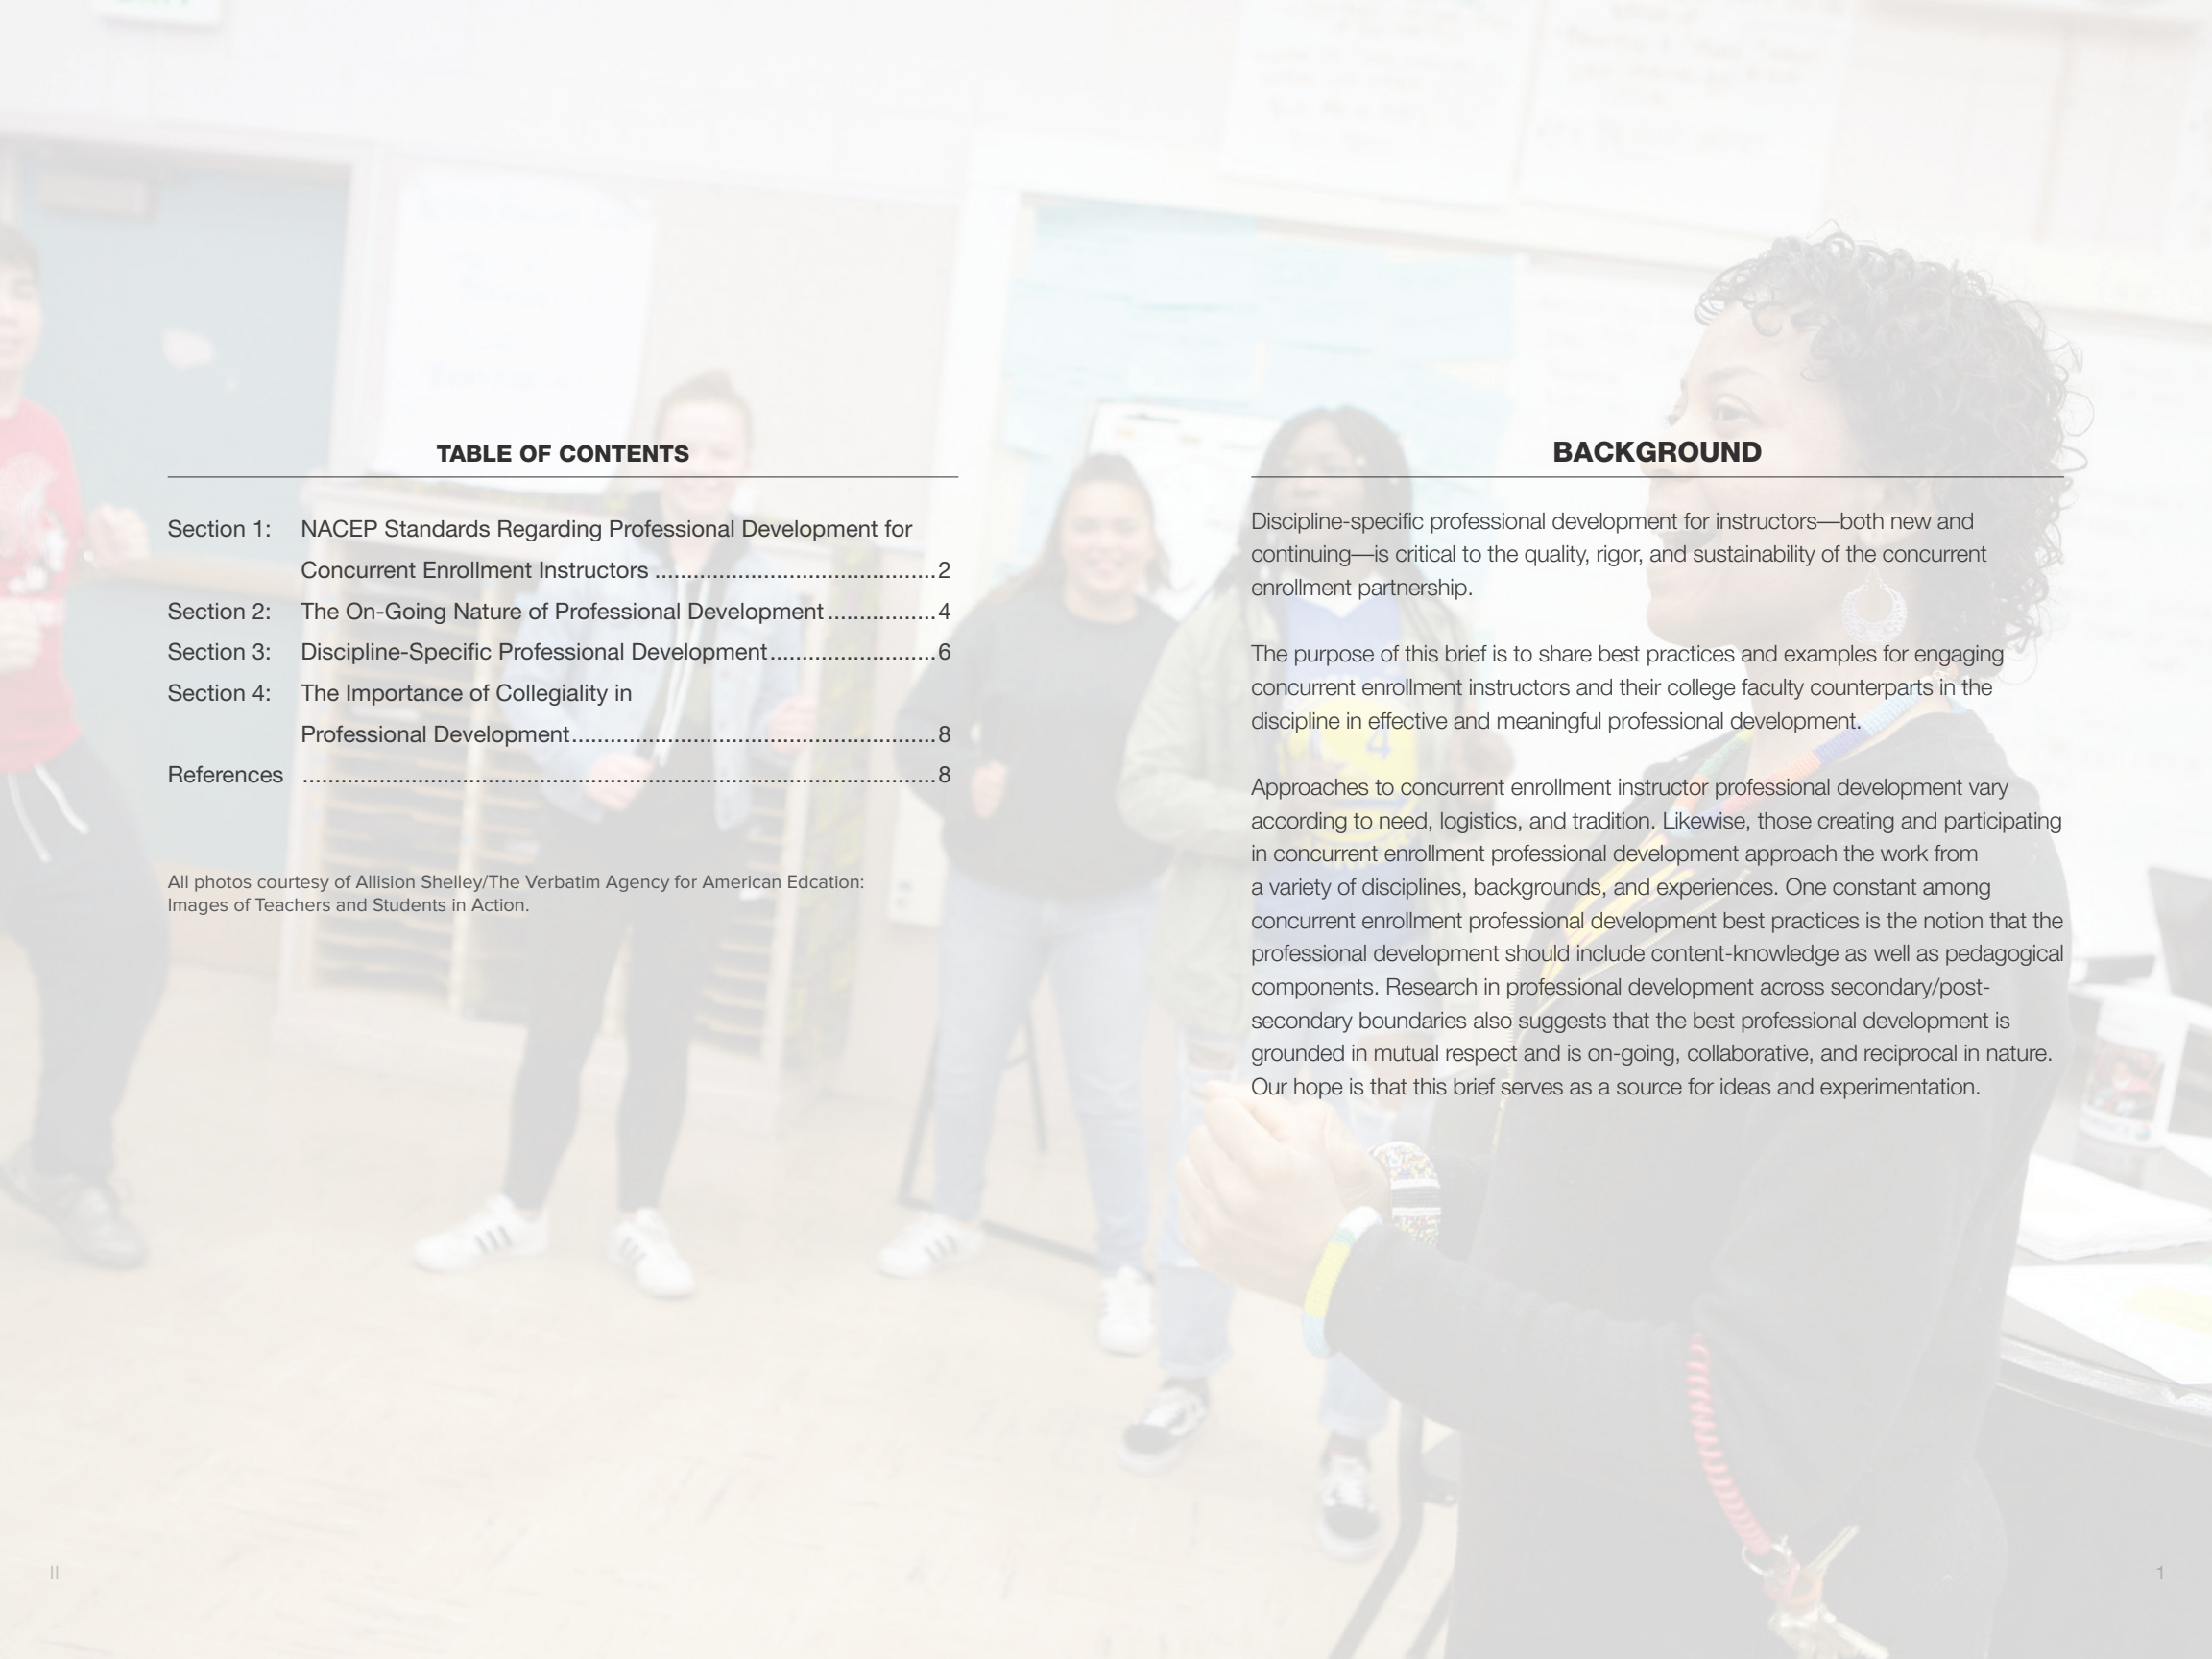 TABLE OF CONTENTS
Section 1: NACEP Standards Regarding Professional Development for
Concurrent Enrollment Instructors ............................................2
Section 2: The On-Going Nature of Professional Development.................4
Section 3: Discipline-Specific Professional Development..........................6
Section 4: The Importance of Collegiality in
Professional Development.........................................................8
References ...................................................................................................8
All photos courtesy of Allision Shelley/The Verbatim Agency for American Edcation:
Images of Teachers and Students in Action.
II
BACKGROUND
Discipline-specific professional development for instructors—both new and
continuing—is critical to the quality, rigor, and sustainability of the concurrent
enrollment partnership.
The purpose of this brief is to share best practices and examples for engaging
concurrent enrollment instructors and their college faculty counterparts in the
discipline in effective and meaningful professional development.
Approaches to concurrent enrollment instructor professional development vary
according to need, logistics, and tradition. Likewise, those creating and participating
in concurrent enrollment professional development approach the work from
a variety of disciplines, backgrounds, and experiences. One constant among
concurrent enrollment professional development best practices is the notion that the
professional development should include content-knowledge as well as pedagogical
components. Research in professional development across secondary/post-
secondary boundaries also suggests that the best professional development is
grounded in mutual respect and is on-going, collaborative, and reciprocal in nature.
Our hope is that this brief serves as a source for ideas and experimentation.
4
1